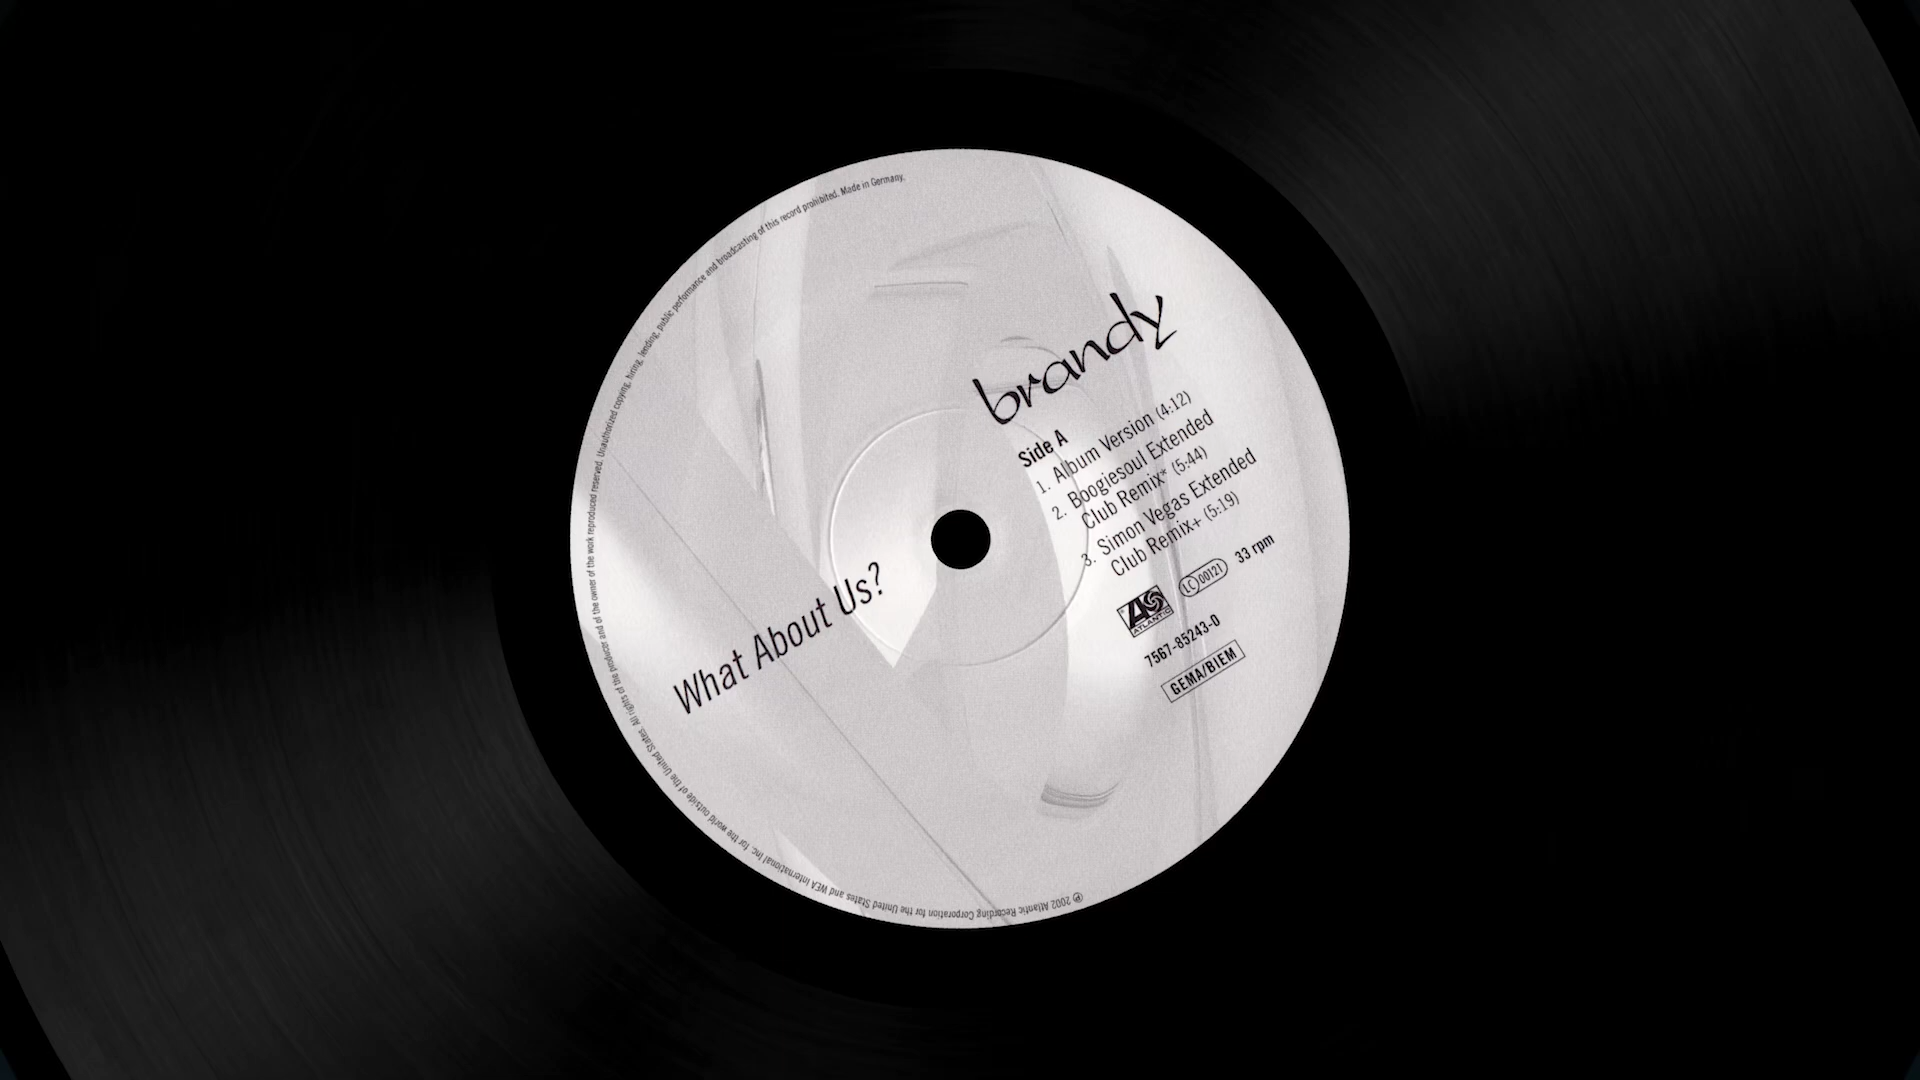 brandy
Side A
1. Album Version (4:12)
2. Boogiesoul Extended
Club Remix* (5:44)
3. Simon Vegas Extended
Club Remix+ (5:19)
What About Us?
ATLANTIC
LC 00121
33 rpm
7567-85243-0
GEMA/BIEM
℗ 2002 Atlantic Recording Corporation for the United States and WEA International Inc. for the world outside of the United States. All rights of the producer and of the owner of the work reproduced reserved. Unauthorized copying, hiring, lending, public performance and broadcasting of this record prohibited. Made in Germany.